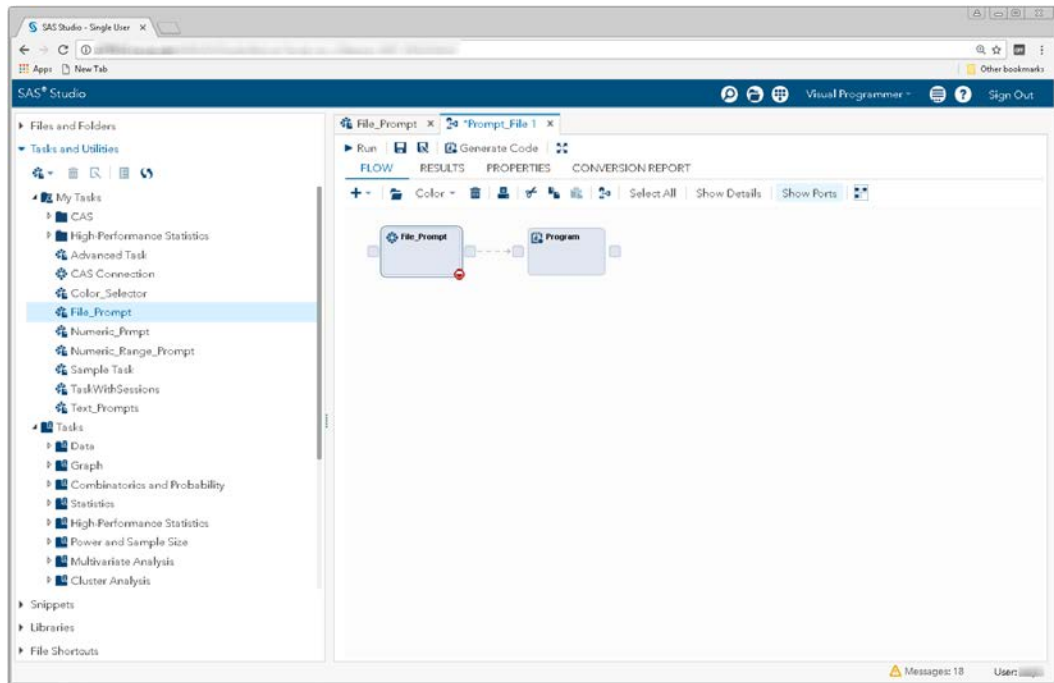 SAS Studio - Single User
Apps New Tab Other bookmarks
SAS® Studio Visual Programmer Sign Out
Files and Folders
Tasks and Utilities
My Tasks
CAS
High-Performance Statistics
Advanced Task
CAS Connection
Color_Selector
File_Prompt
Numeric_Prmpt
Numeric_Range_Prompt
Sample Task
TaskWithSessions
Text_Prompts
Tasks
Data
Graph
Combinatorics and Probability
Statistics
High-Performance Statistics
Power and Sample Size
Multivariate Analysis
Cluster Analysis
Snippets
Libraries
File Shortcuts
File_Prompt *Prompt_File 1
Run Generate Code
FLOW RESULTS PROPERTIES CONVERSION REPORT
Color Select All Show Details Show Ports
File_Prompt Program
Messages: 18 User: